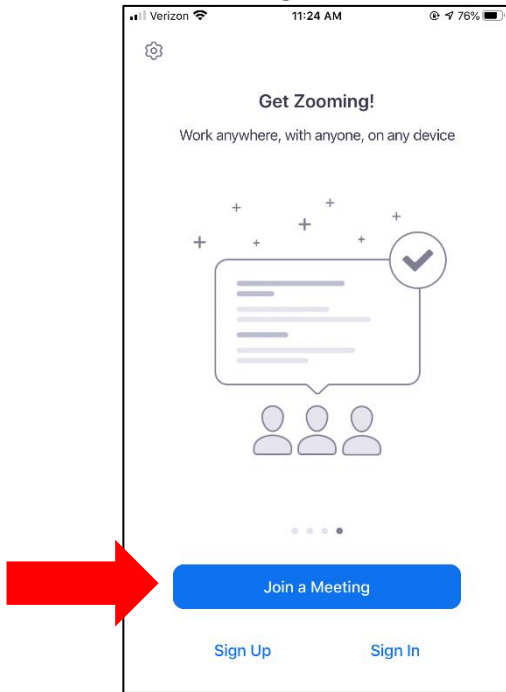 Verizon 11:24 AM 76%
Get Zooming!
Work anywhere, with anyone, on any device
Join a Meeting
Sign Up Sign In